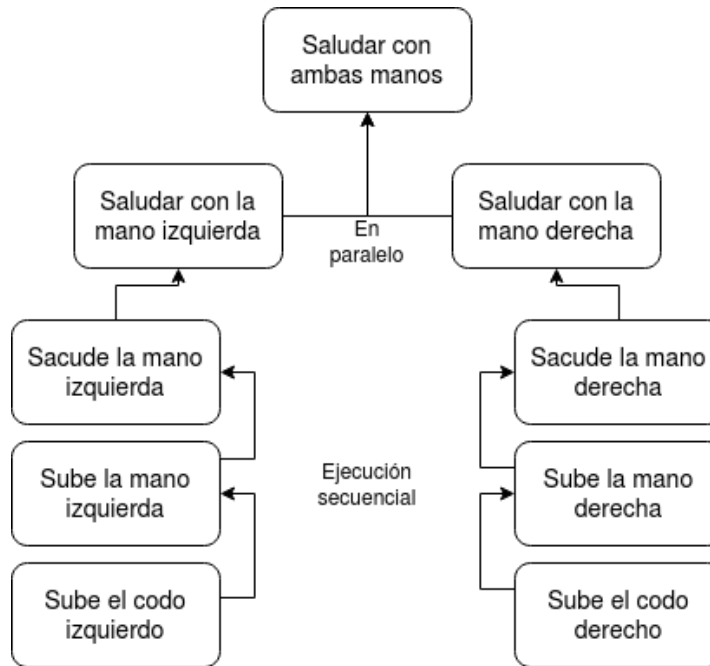 Saludar con
ambas manos
Saludar con la
mano izquierda
Saludar con la
mano derecha
En
paralelo
Sacude la mano
izquierda
Sacude la mano
derecha
Sube la mano
izquierda
Ejecución
secuencial
Sube la mano
derecha
Sube el codo
izquierdo
Sube el codo
derecho